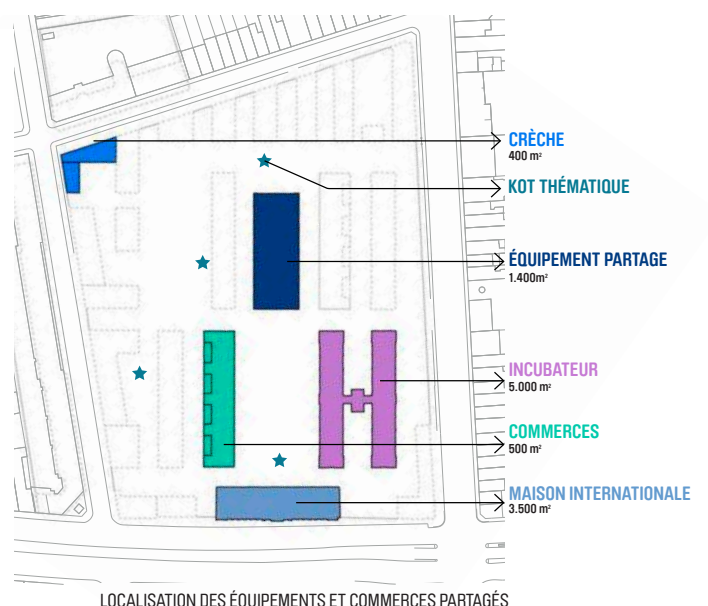 CRÈCHE
400 m²
KOT THÉMATIQUE
ÉQUIPEMENT PARTAGE
1.400m²
INCUBATEUR
5.000 m²
COMMERCES
500 m²
MAISON INTERNATIONALE
3.500 m²
LOCALISATION DES ÉQUIPEMENTS ET COMMERCES PARTAGÉS